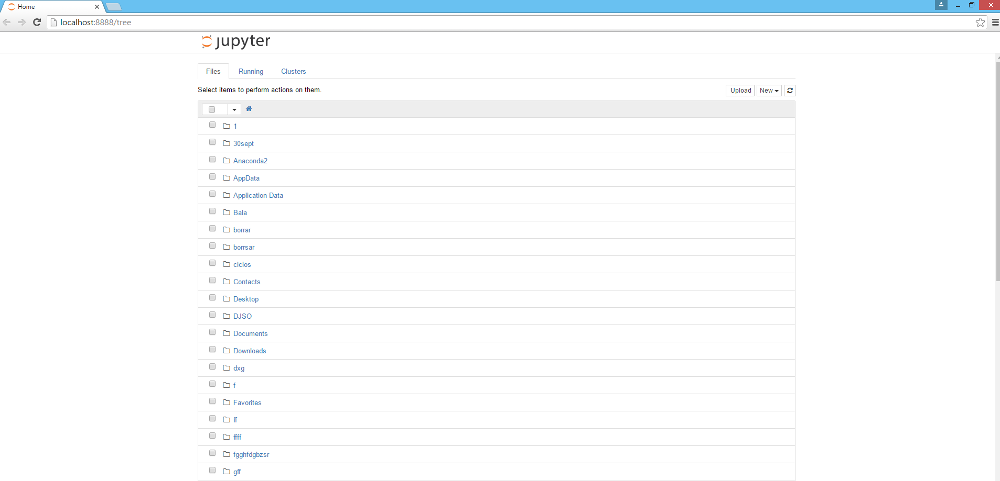 Home
localhost:8888/tree
jupyter
Files Running Clusters
Select items to perform actions on them. Upload New
1
30sept
Anaconda2
AppData
Application Data
Bala
borrar
borrsar
ciclos
Contacts
Desktop
DJSO
Documents
Downloads
dxg
f
Favorites
ff
ffff
fgghfdgbzsr
gff